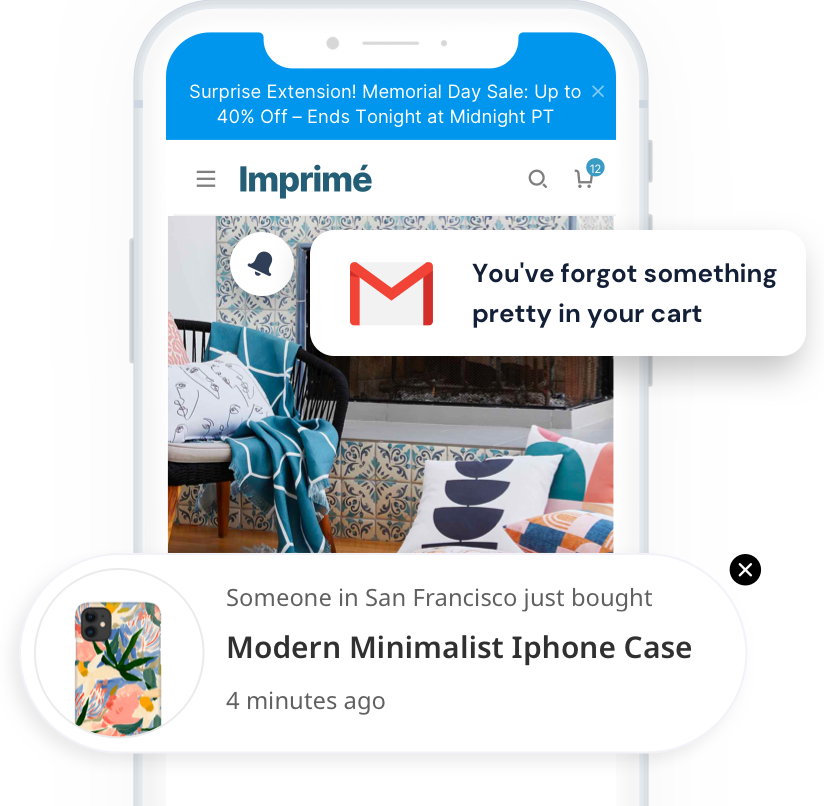 Surprise Extension! Memorial Day Sale: Up to
40% Off – Ends Tonight at Midnight PT
Imprimé
12
You've forgot something
pretty in your cart
Someone in San Francisco just bought
Modern Minimalist Iphone Case
4 minutes ago